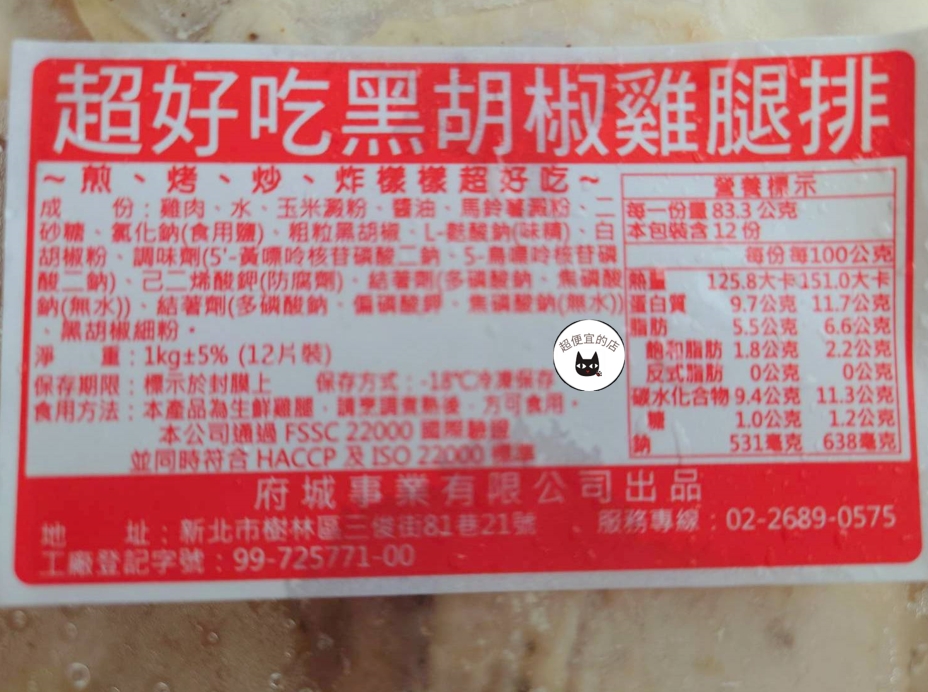 超好吃黑胡椒雞腿排
~煎、烤、炒、炸樣樣超好吃~
成　　份：雞肉、水、玉米澱粉、醬油、馬鈴薯澱粉、二
砂糖、氯化鈉(食用鹽)、粗粒黑胡椒、L-麩酸鈉(味精)、白
胡椒粉、調味劑(5'-黃嘌呤核苷磷酸二鈉、5-鳥嘌呤核苷磷
酸二鈉)、己二烯酸鉀(防腐劑)、結著劑(多磷酸鈉、焦磷酸
鈉(無水))、結著劑(多磷酸鈉、偏磷酸鉀、焦磷酸鈉(無水))
、黑胡椒細粉。
淨　　重：1kg±5% (12片裝)
保存期限：標示於封膜上　保存方式：-18℃冷凍保存
食用方法：本產品為生鮮雞腿，請烹調煮熟後，方可食用。
本公司通過 FSSC 22000 國際驗證
並同時符合 HACCP 及 ISO 22000 標準
營養標示
每一份量 83.3 公克
本包裝含 12 份
每份 每100公克
熱量 125.8大卡 151.0大卡
蛋白質 9.7公克 11.7公克
脂肪 5.5公克 6.6公克
飽和脂肪 1.8公克 2.2公克
反式脂肪 0公克 0公克
碳水化合物 9.4公克 11.3公克
糖 1.0公克 1.2公克
鈉 531毫克 638毫克
超便宜的店
府城事業有限公司出品
地　　址：新北市樹林區三俊街81巷21號　服務專線：02-2689-0575
工廠登記字號：99-725771-00